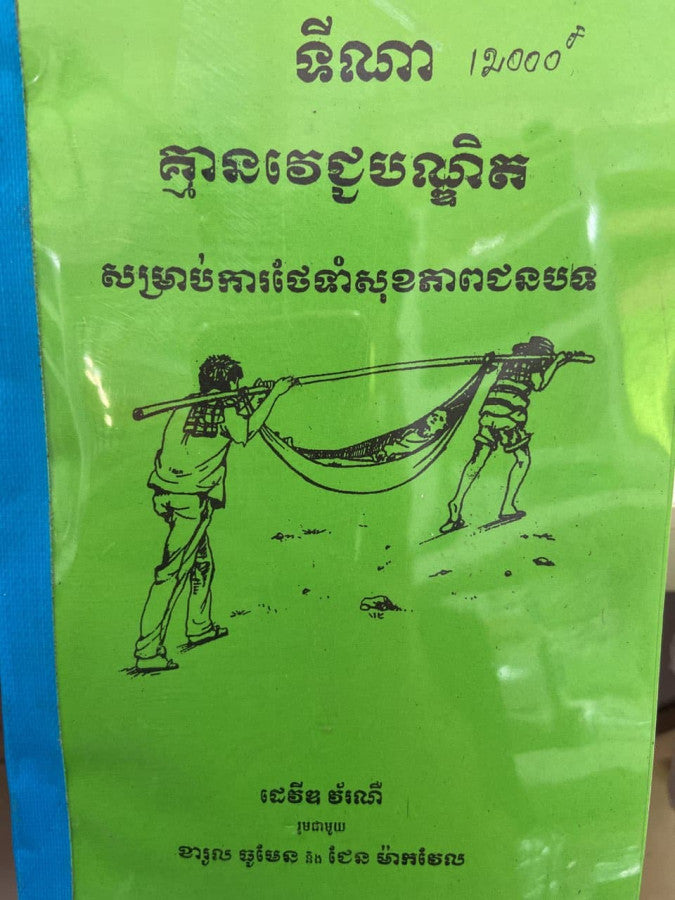 ទីណា ១២០០០៛
គ្មានវេជ្ជបណ្ឌិត
សម្រាប់ការថែទាំសុខភាពជនបទ
ដេវីឌ វ័រណឺ
រួមជាមួយ
ខារូល ធូមែន និង ជែន ម៉ាកវែល